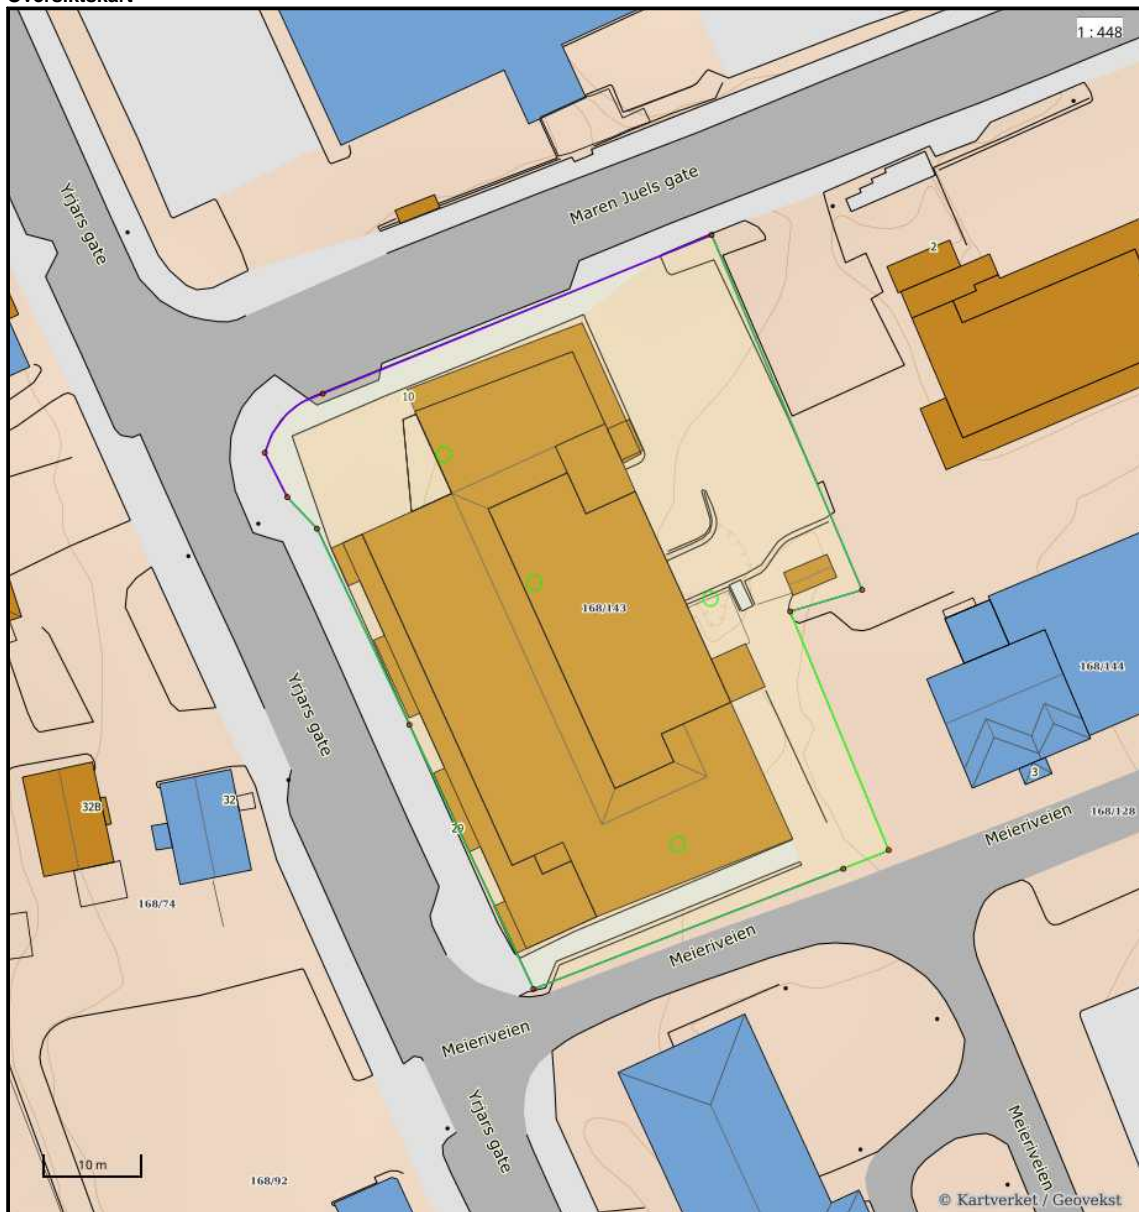 Oversiktskart
1 : 448
Yrjars gate
Maren Juels gate
2
10
168/143
168/144
Yrjars gate
3
32B
32
29
168/128
Meieriveien
168/74
Meieriveien
Meieriveien
Yrjars gate
Meieriveien
10 m
168/92
© Kartverket / Geovekst